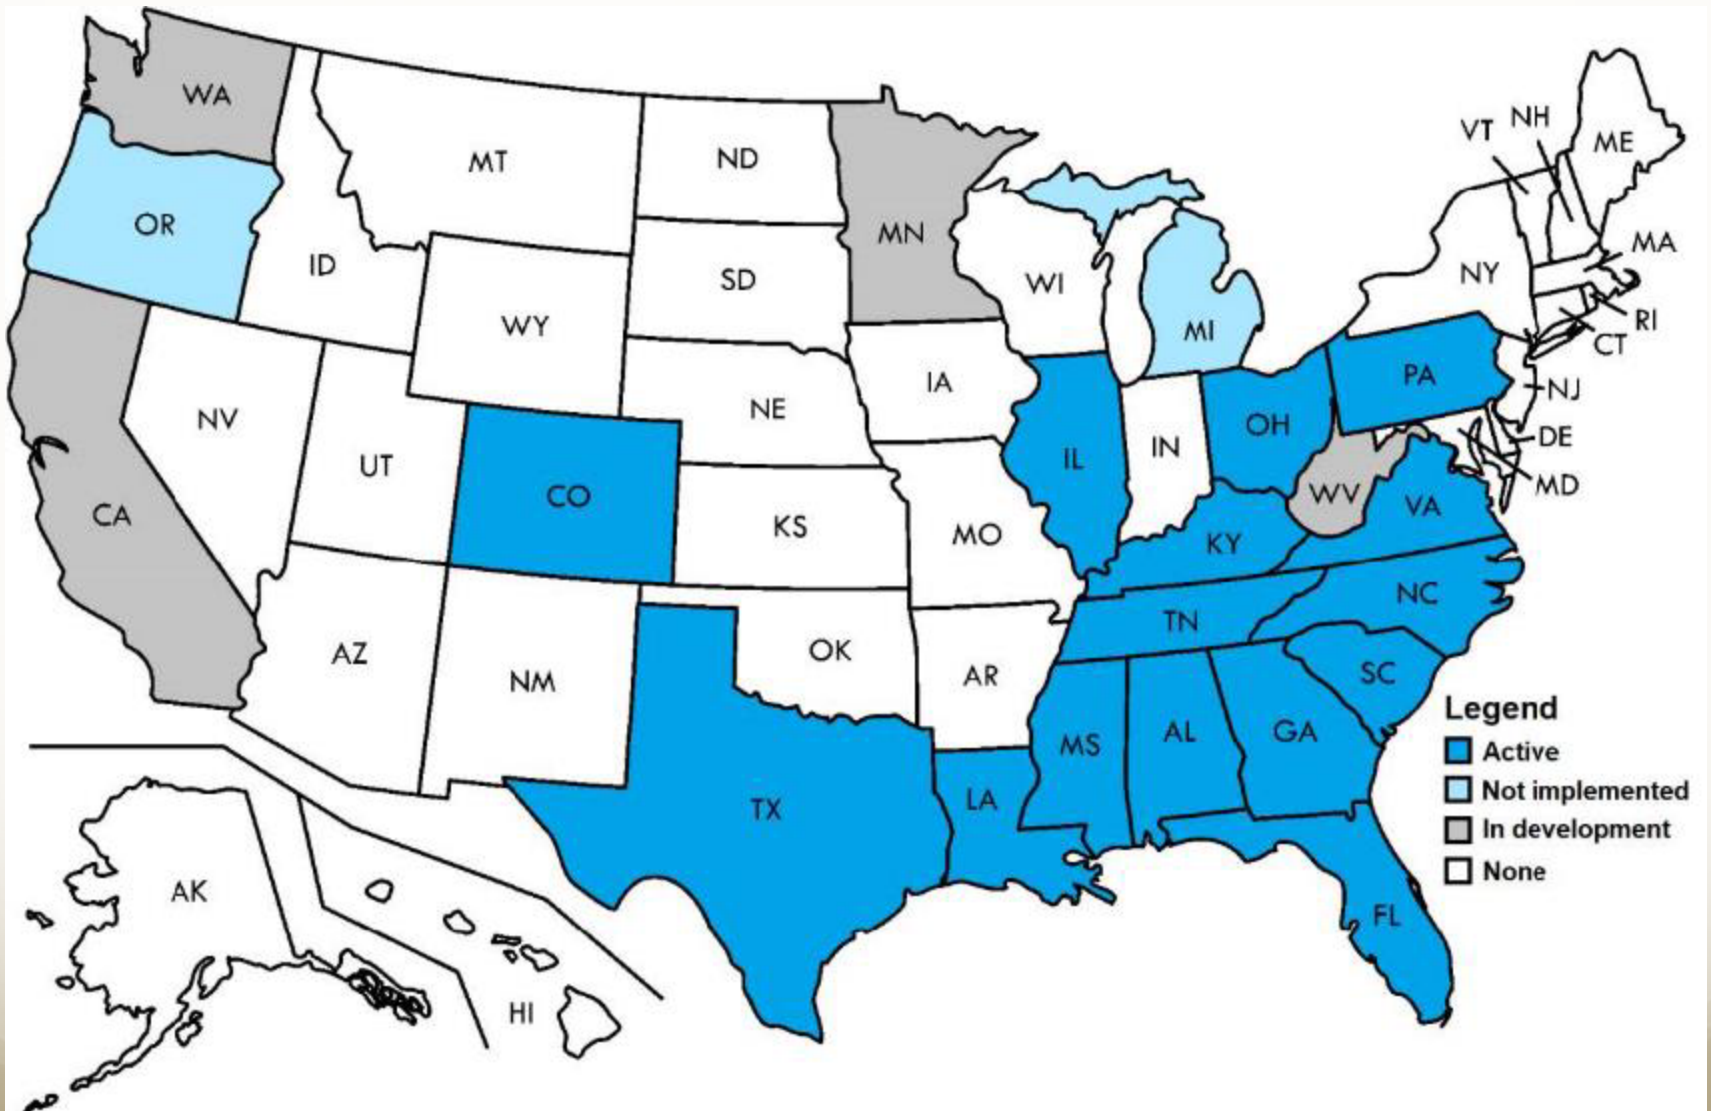 WA
OR
CA
ID
NV
MT
WY
UT
AZ
CO
NM
ND
SD
NE
KS
OK
TX
MN
IA
MO
AR
LA
WI
IL
MI
IN
OH
KY
TN
MS
AL
GA
FL
SC
NC
VA
WV
PA
NY
VT
NH
ME
MA
RI
CT
NJ
DE
MD
AK
HI
Legend
Active
Not implemented
In development
None